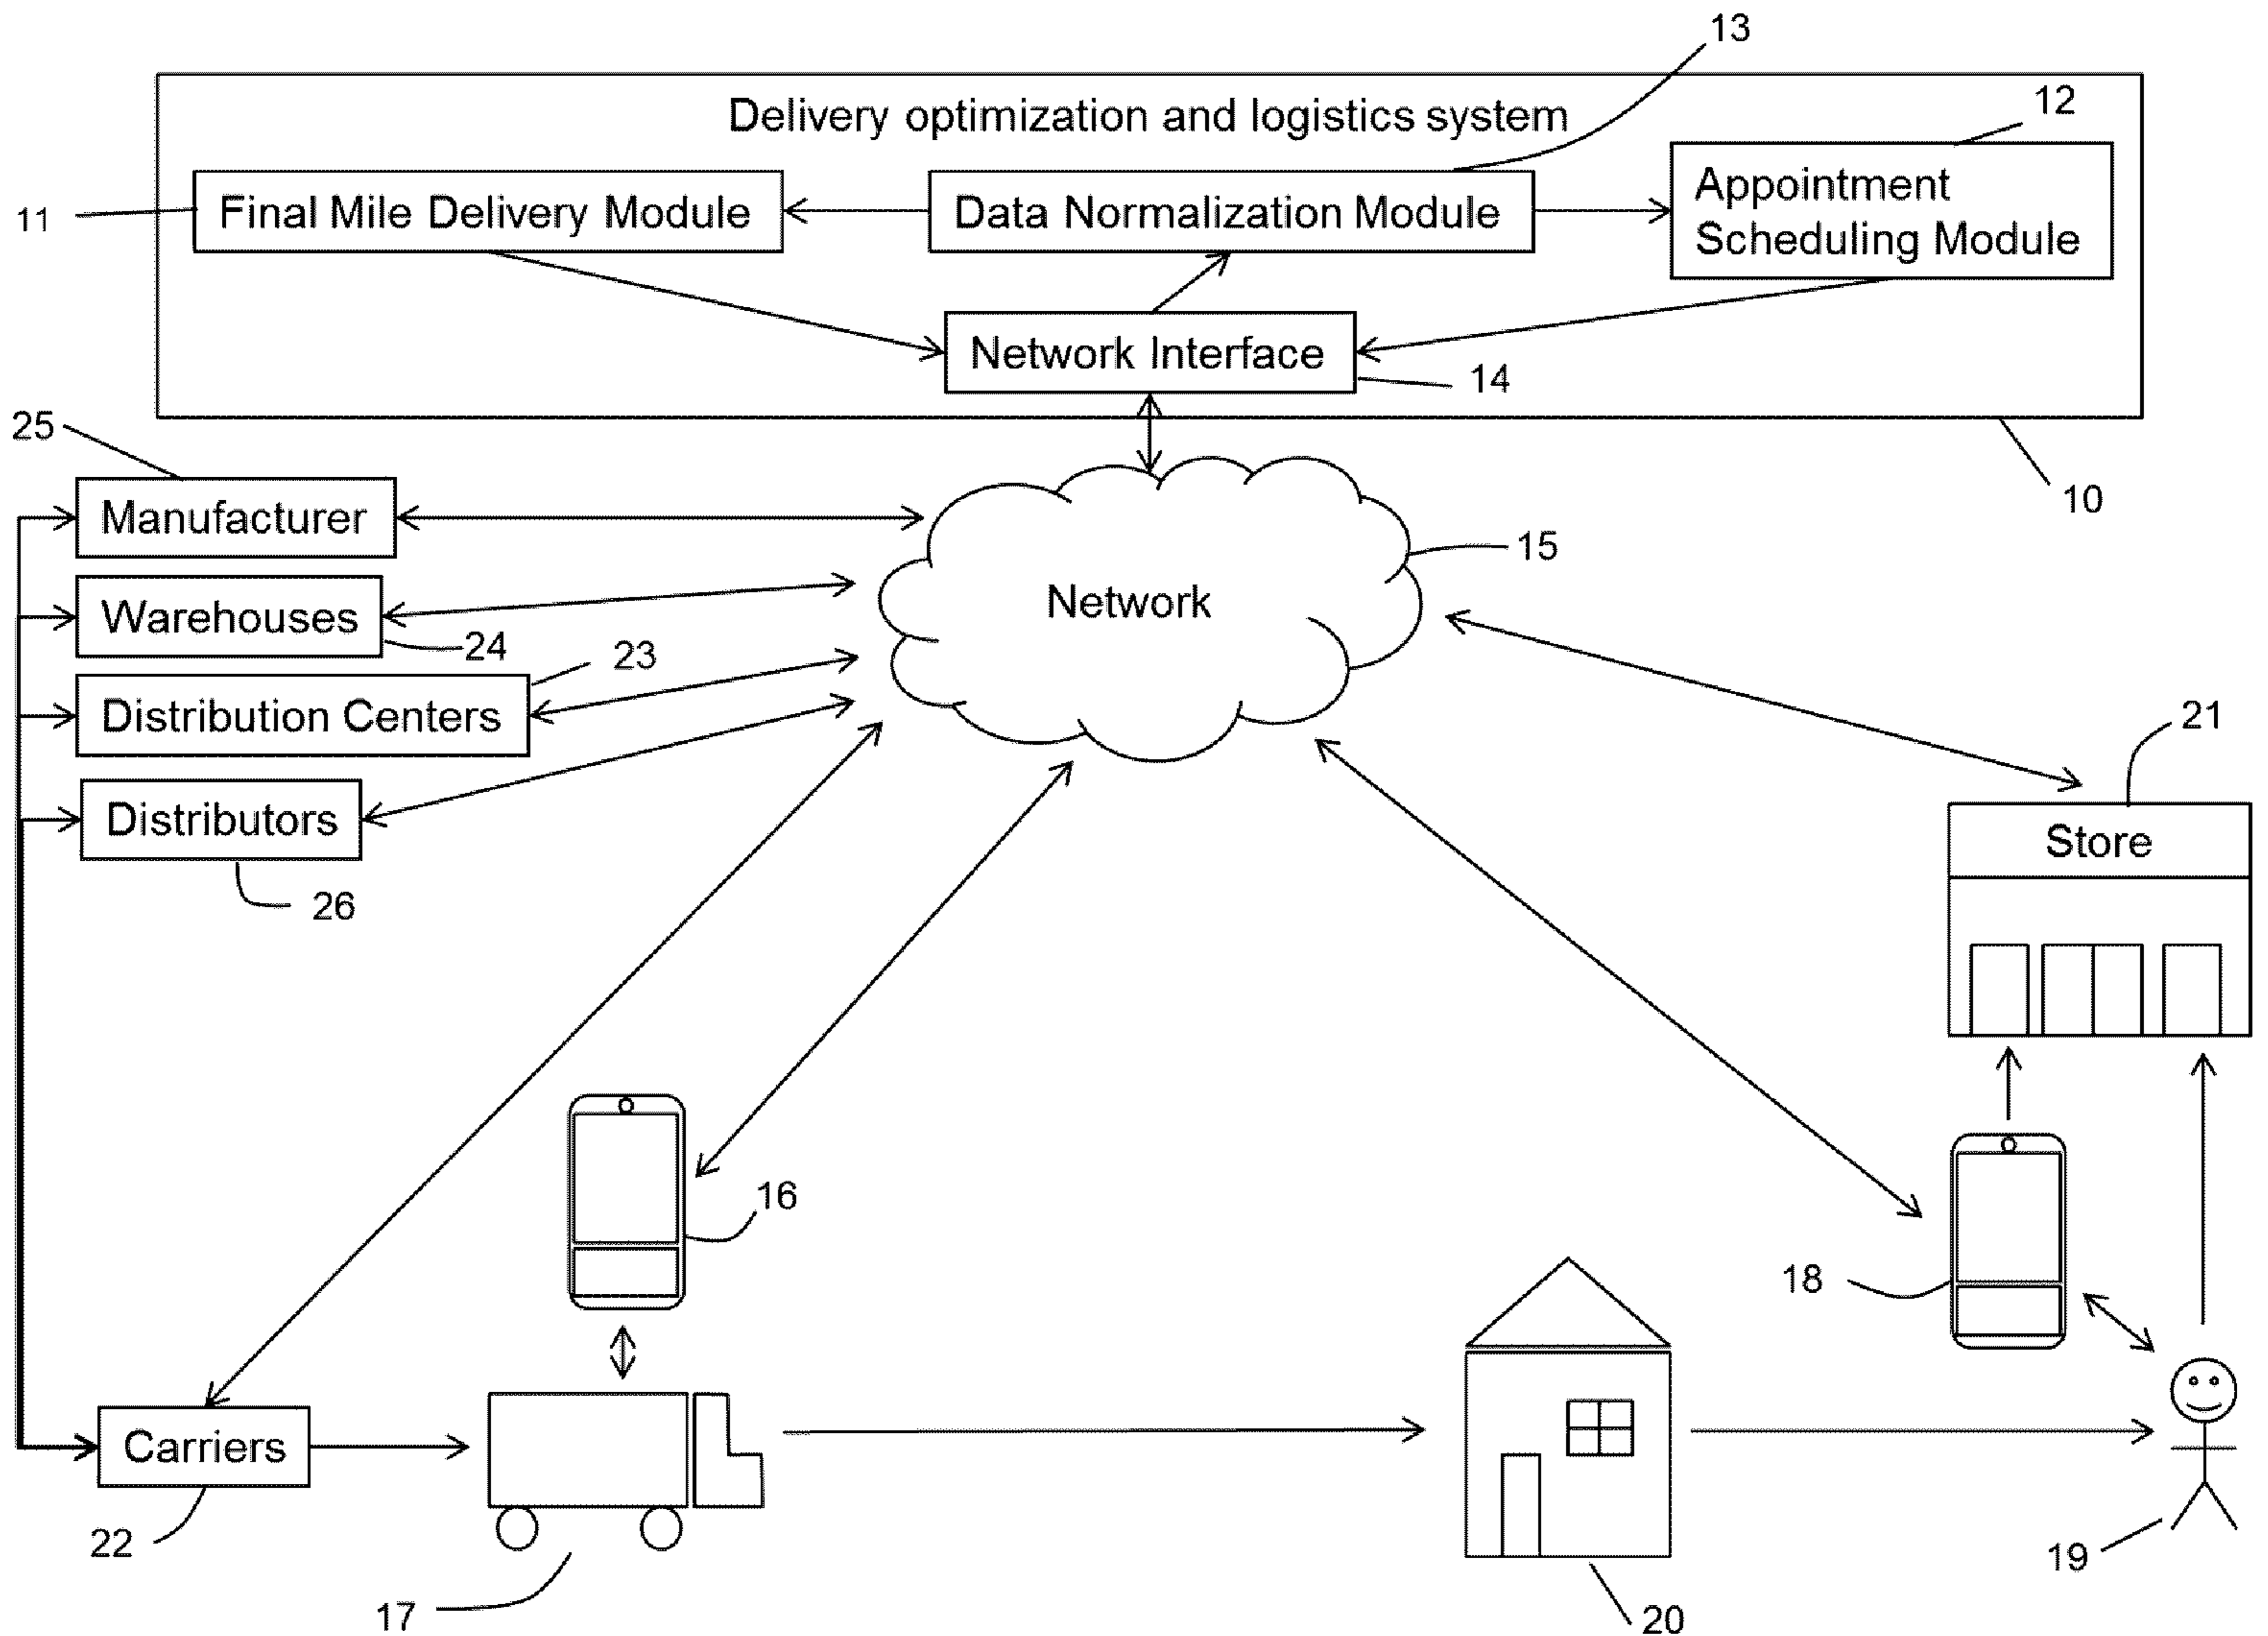 13
Delivery optimization and logistics system
12
11
Final Mile Delivery Module
Data Normalization Module
Appointment
Scheduling Module
Network Interface
14
25
10
Manufacturer
15
Network
Warehouses
24
23
Distribution Centers
21
Distributors
Store
26
16
18
Carriers
22
17
20
19